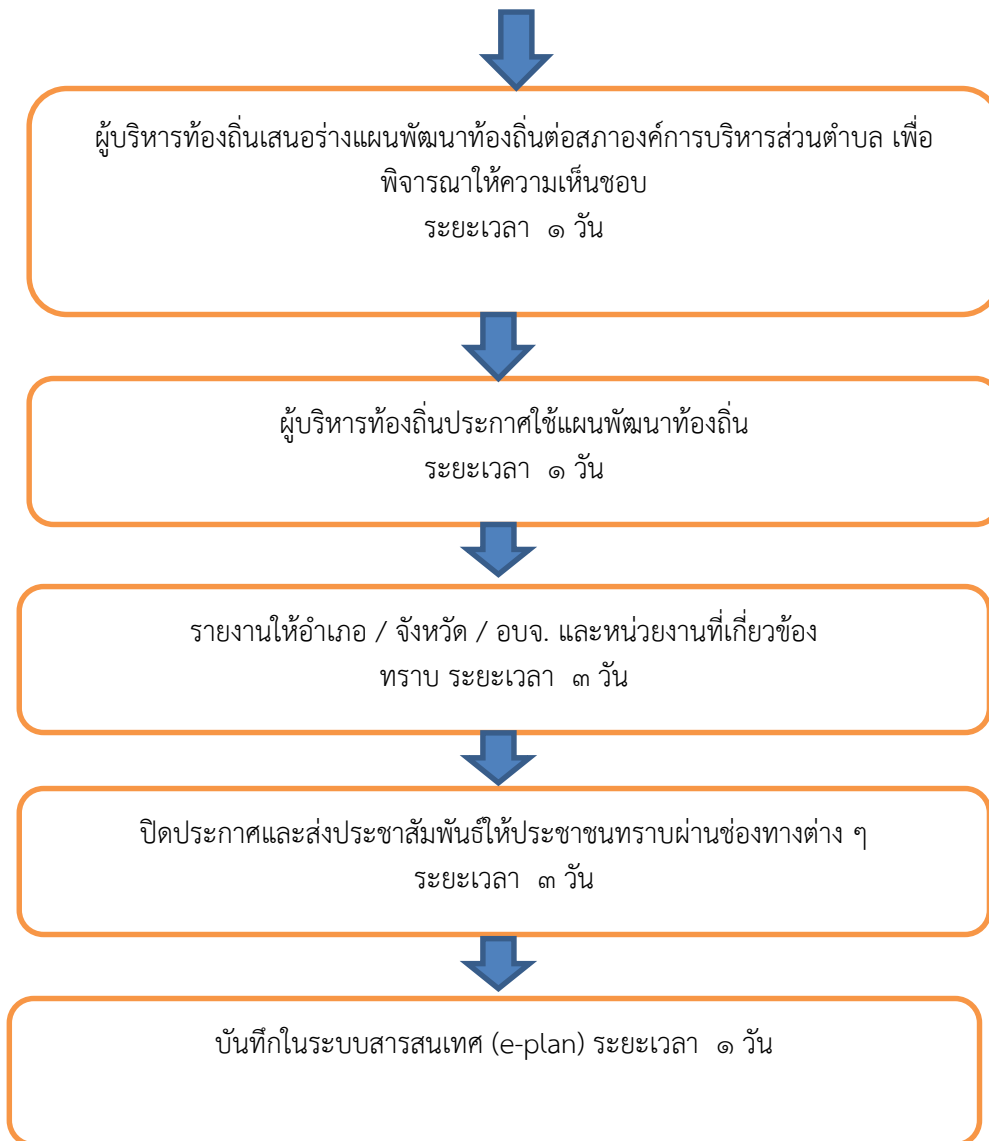 ผู้บริหารท้องถิ่นเสนอร่างแผนพัฒนาท้องถิ่นต่อสภาองค์การบริหารส่วนตำบล เพื่อ
พิจารณาให้ความเห็นชอบ
ระยะเวลา ๑ วัน
ผู้บริหารท้องถิ่นประกาศใช้แผนพัฒนาท้องถิ่น
ระยะเวลา ๑ วัน
รายงานให้อำเภอ / จังหวัด / อบจ. และหน่วยงานที่เกี่ยวข้อง
ทราบ ระยะเวลา ๓ วัน
ปิดประกาศและส่งประชาสัมพันธ์ให้ประชาชนทราบผ่านช่องทางต่าง ๆ
ระยะเวลา ๓ วัน
บันทึกในระบบสารสนเทศ (e-plan) ระยะเวลา ๑ วัน